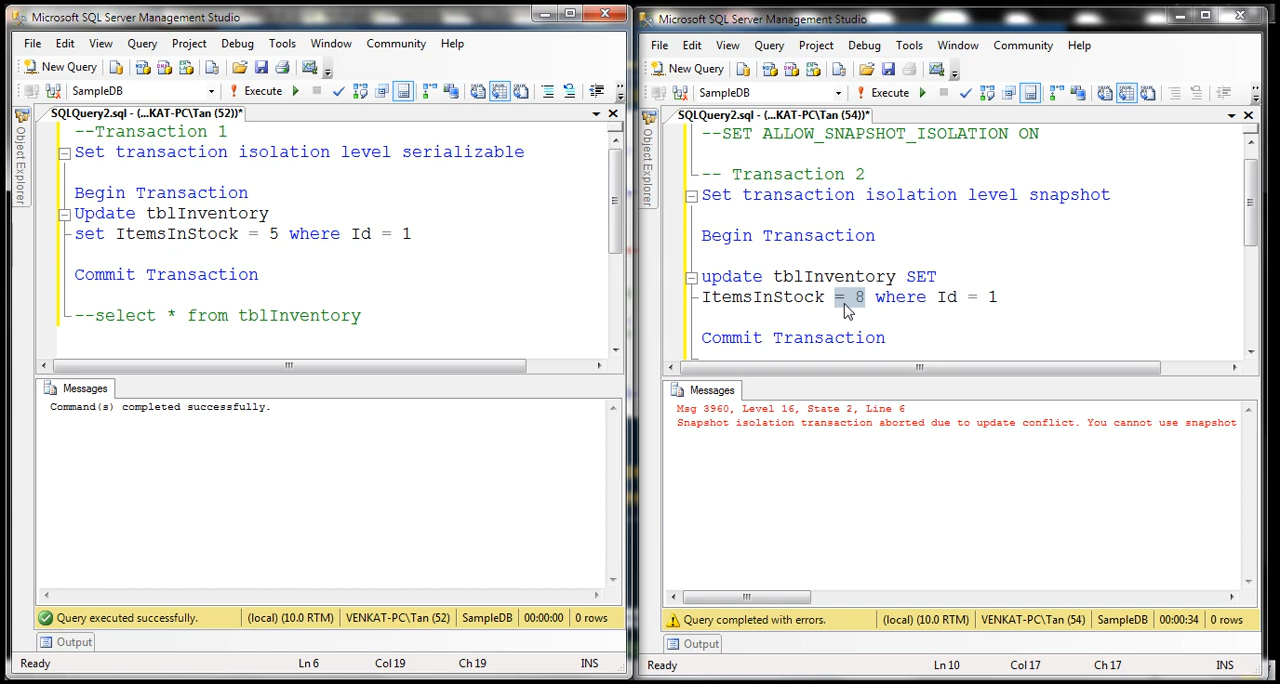 Microsoft SQL Server Management Studio
File Edit View Query Project Debug Tools Window Community Help
New Query
SampleDB Execute
SQLQuery2.sql - (...KAT-PC\Tan (52))*
Object Explorer
--Transaction 1
Set transaction isolation level serializable
Begin Transaction
Update tblInventory
set ItemsInStock = 5 where Id = 1
Commit Transaction
--select * from tblInventory
Messages
Command(s) completed successfully.
Query executed successfully. (local) (10.0 RTM) VENKAT-PC\Tan (52) SampleDB 00:00:00 0 rows
Output
Ready Ln 6 Col 19 Ch 19 INS
Microsoft SQL Server Management Studio
File Edit View Query Project Debug Tools Window Community Help
New Query
SampleDB Execute
SQLQuery2.sql - (...KAT-PC\Tan (54))*
Object Explorer
--SET ALLOW_SNAPSHOT_ISOLATION ON
-- Transaction 2
Set transaction isolation level snapshot
Begin Transaction
update tblInventory SET
ItemsInStock = 8 where Id = 1
Commit Transaction
Messages
Msg 3960, Level 16, State 2, Line 6
Snapshot isolation transaction aborted due to update conflict. You cannot use snapshot
Query completed with errors. (local) (10.0 RTM) VENKAT-PC\Tan (54) SampleDB 00:00:34 0 rows
Output
Ready Ln 10 Col 17 Ch 17 INS